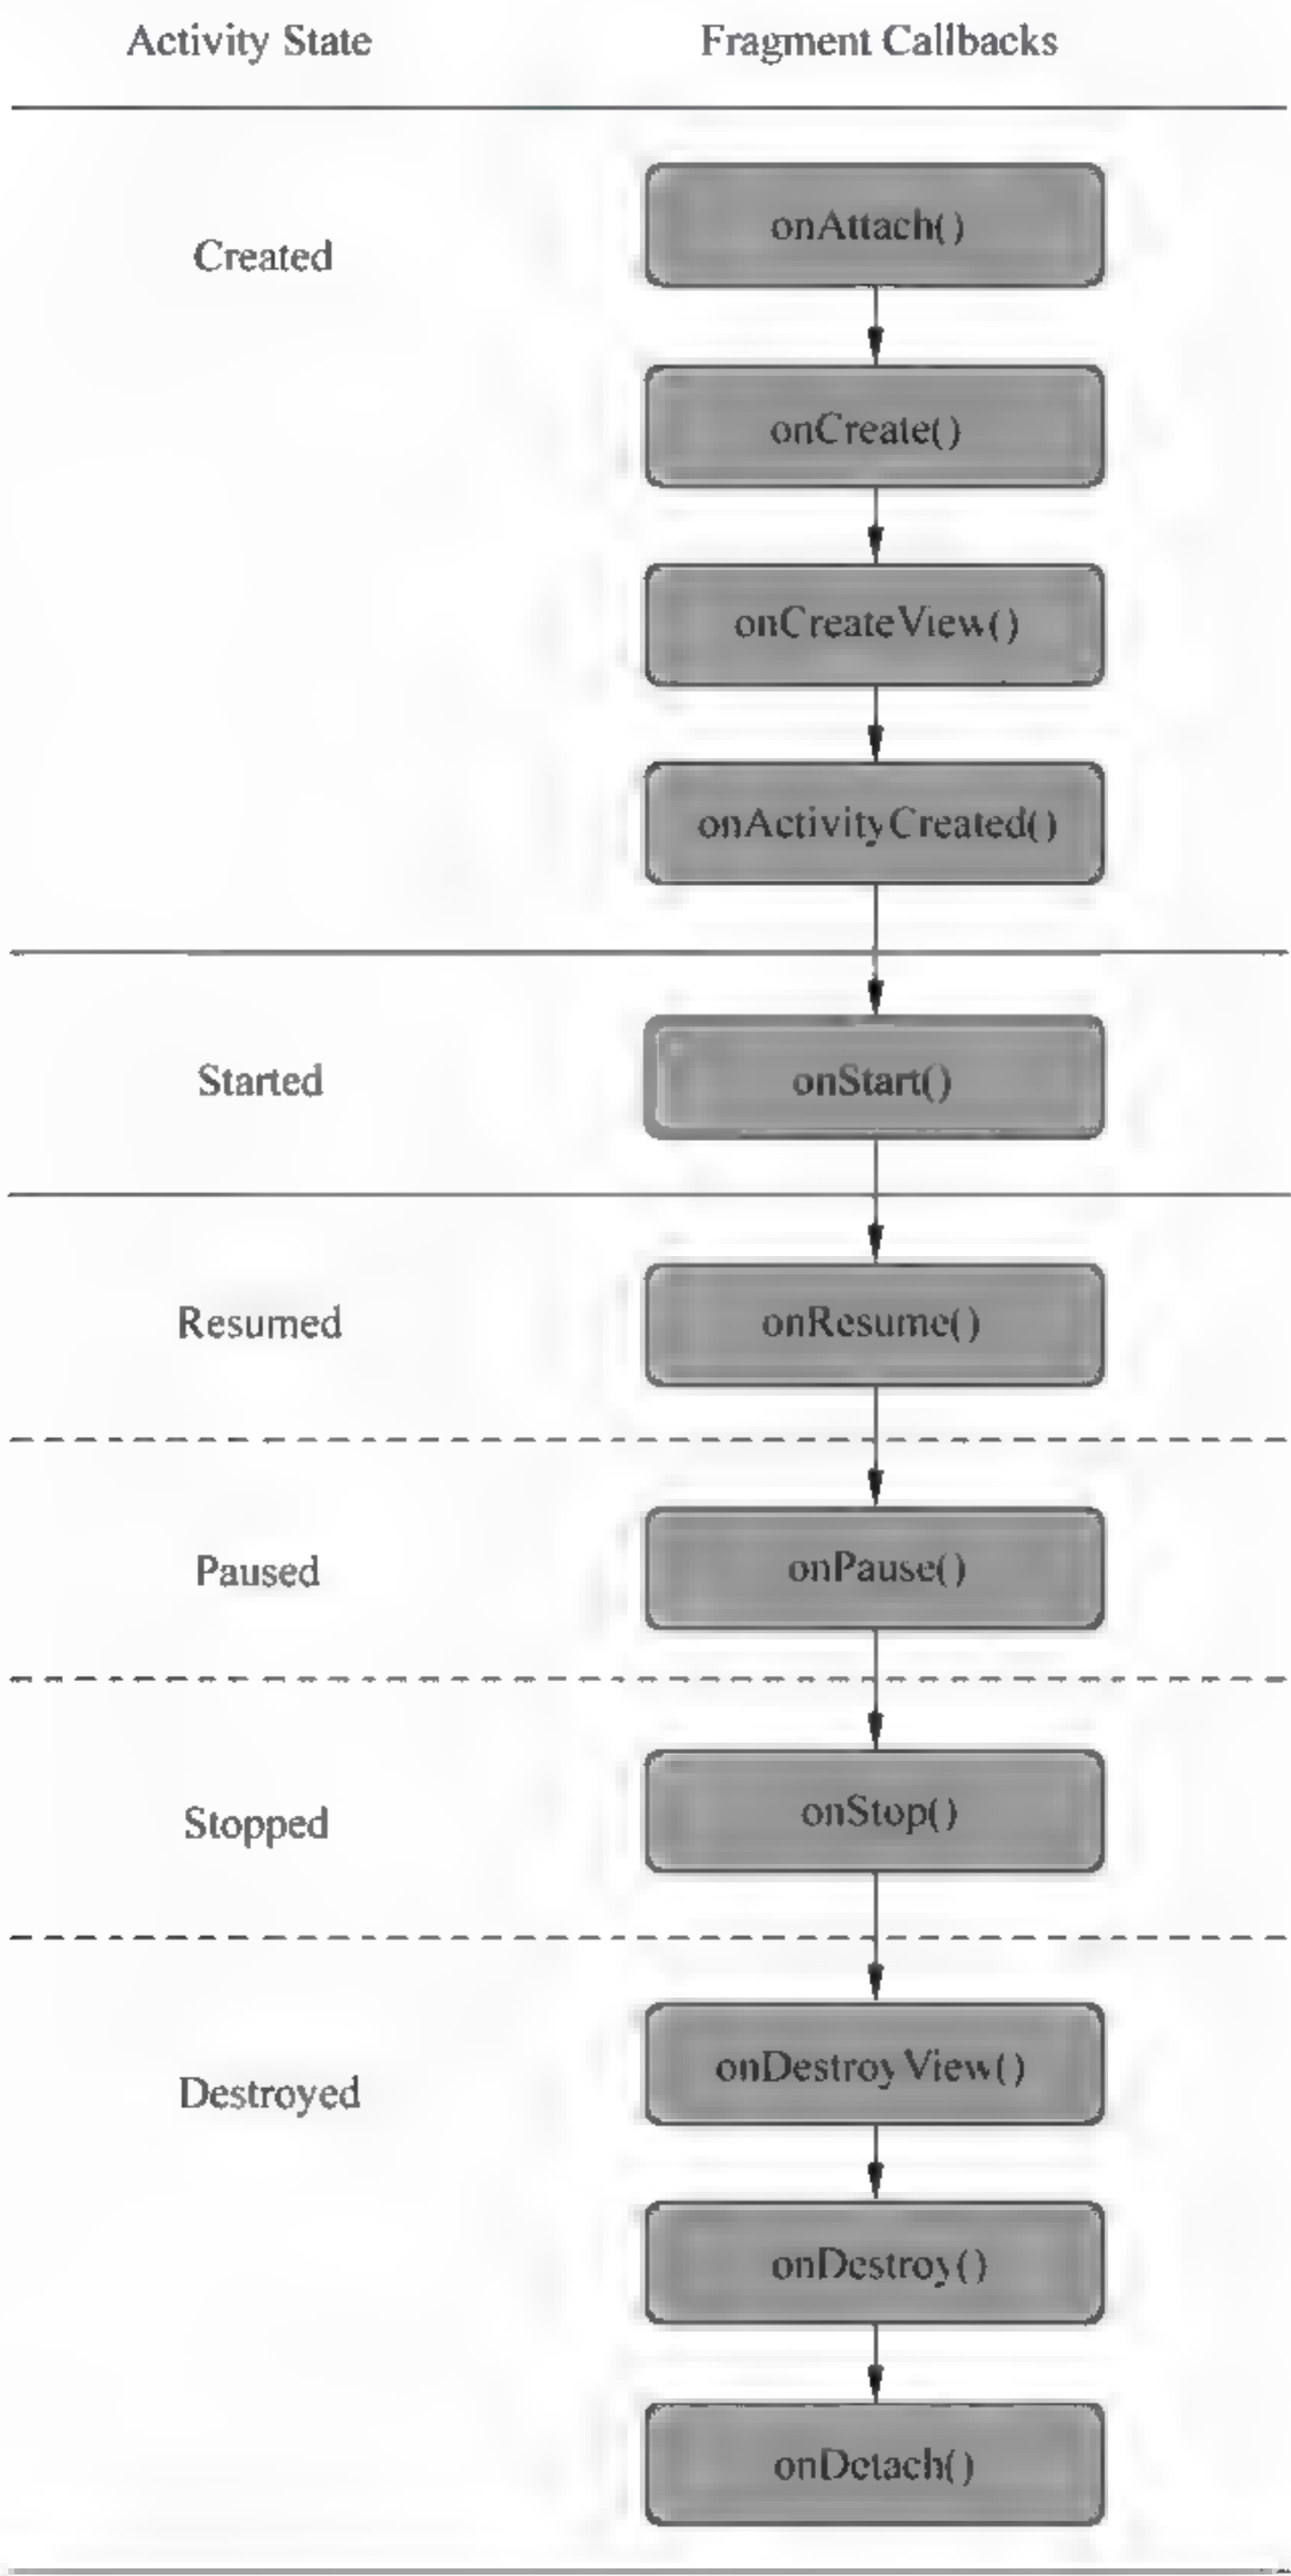 Activity State Fragment Callbacks
Created
onAttach()
onCreate()
onCreateView()
onActivityCreated()
Started onStart()
Resumed onResume()
Paused onPause()
Stopped onStop()
Destroyed
onDestroyView()
onDestroy()
onDetach()